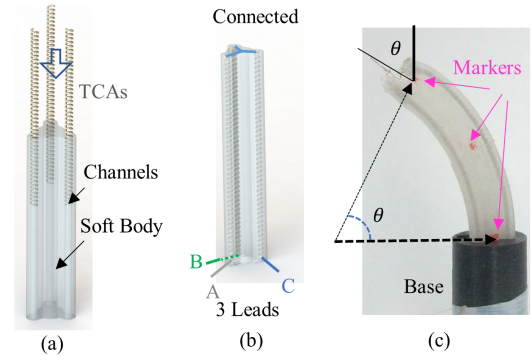 TCAs
Channels
Soft Body
(a)
Connected
B
A
C
3 Leads
(b)
θ
Markers
θ
Base
(c)